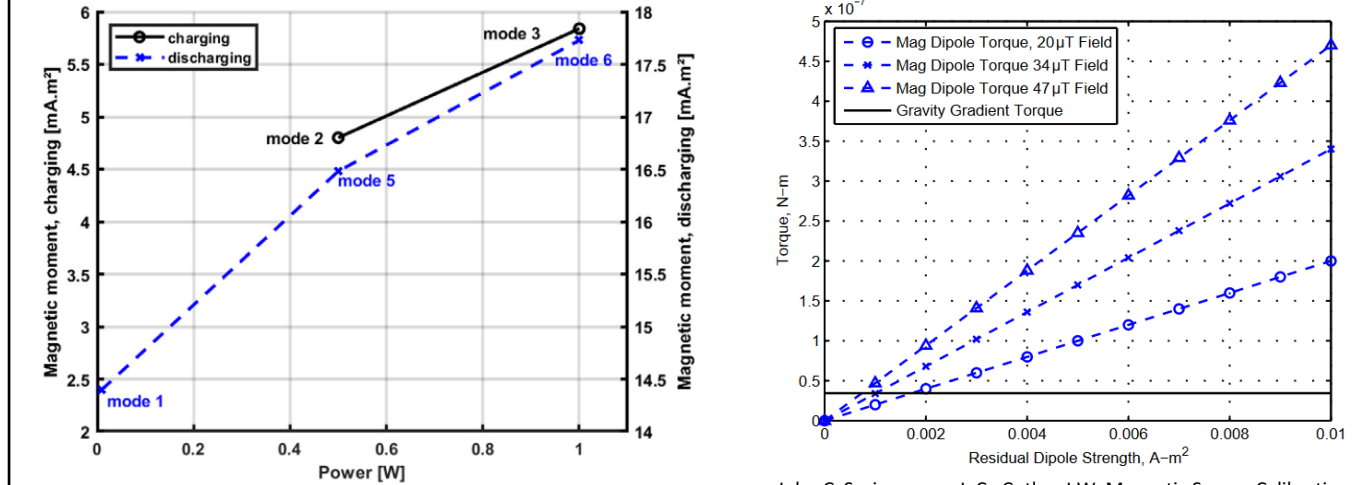 6
5.5
5
4.5
4
3.5
3
2.5
2
18
17.5
17
16.5
16
15.5
15
14.5
14
0
0.2
0.4
0.6
0.8
1
Power [W]
Magnetic moment, charging [mA.m²]
Magnetic moment, discharging [mA.m²]
charging
discharging
mode 3
mode 6
mode 2
mode 5
mode 1
x 10⁻⁷
5
4.5
4
3.5
3
2.5
2
1.5
1
0.5
0
0
0.002
0.004
0.006
0.008
0.01
Residual Dipole Strength, A−m²
Torque, N−m
Mag Dipole Torque, 20μT Field
Mag Dipole Torque 34μT Field
Mag Dipole Torque 47μT Field
Gravity Gradient Torque